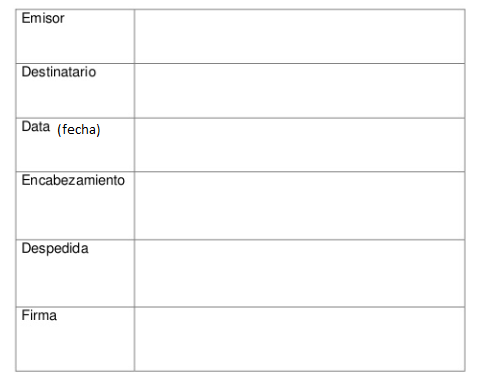 Emisor
Destinatario
Data (fecha)
Encabezamiento
Despedida
Firma